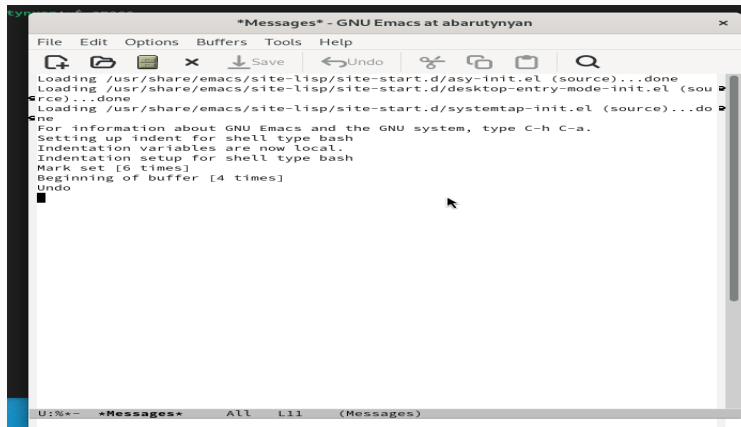 *Messages* - GNU Emacs at abarutynyan
File Edit Options Buffers Tools Help
Save Undo
Loading /usr/share/emacs/site-lisp/site-start.d/asy-init.el (source)...done
Loading /usr/share/emacs/site-lisp/site-start.d/desktop-entry-mode-init.el (sou
rce)...done
Loading /usr/share/emacs/site-lisp/site-start.d/systemtap-init.el (source)...do
ne
For information about GNU Emacs and the GNU system, type C-h C-a.
Setting up indent for shell type bash
Indentation variables are now local.
Indentation setup for shell type bash
Mark set [6 times]
Beginning of buffer [4 times]
Undo
U:%*- *Messages* All L11 (Messages)